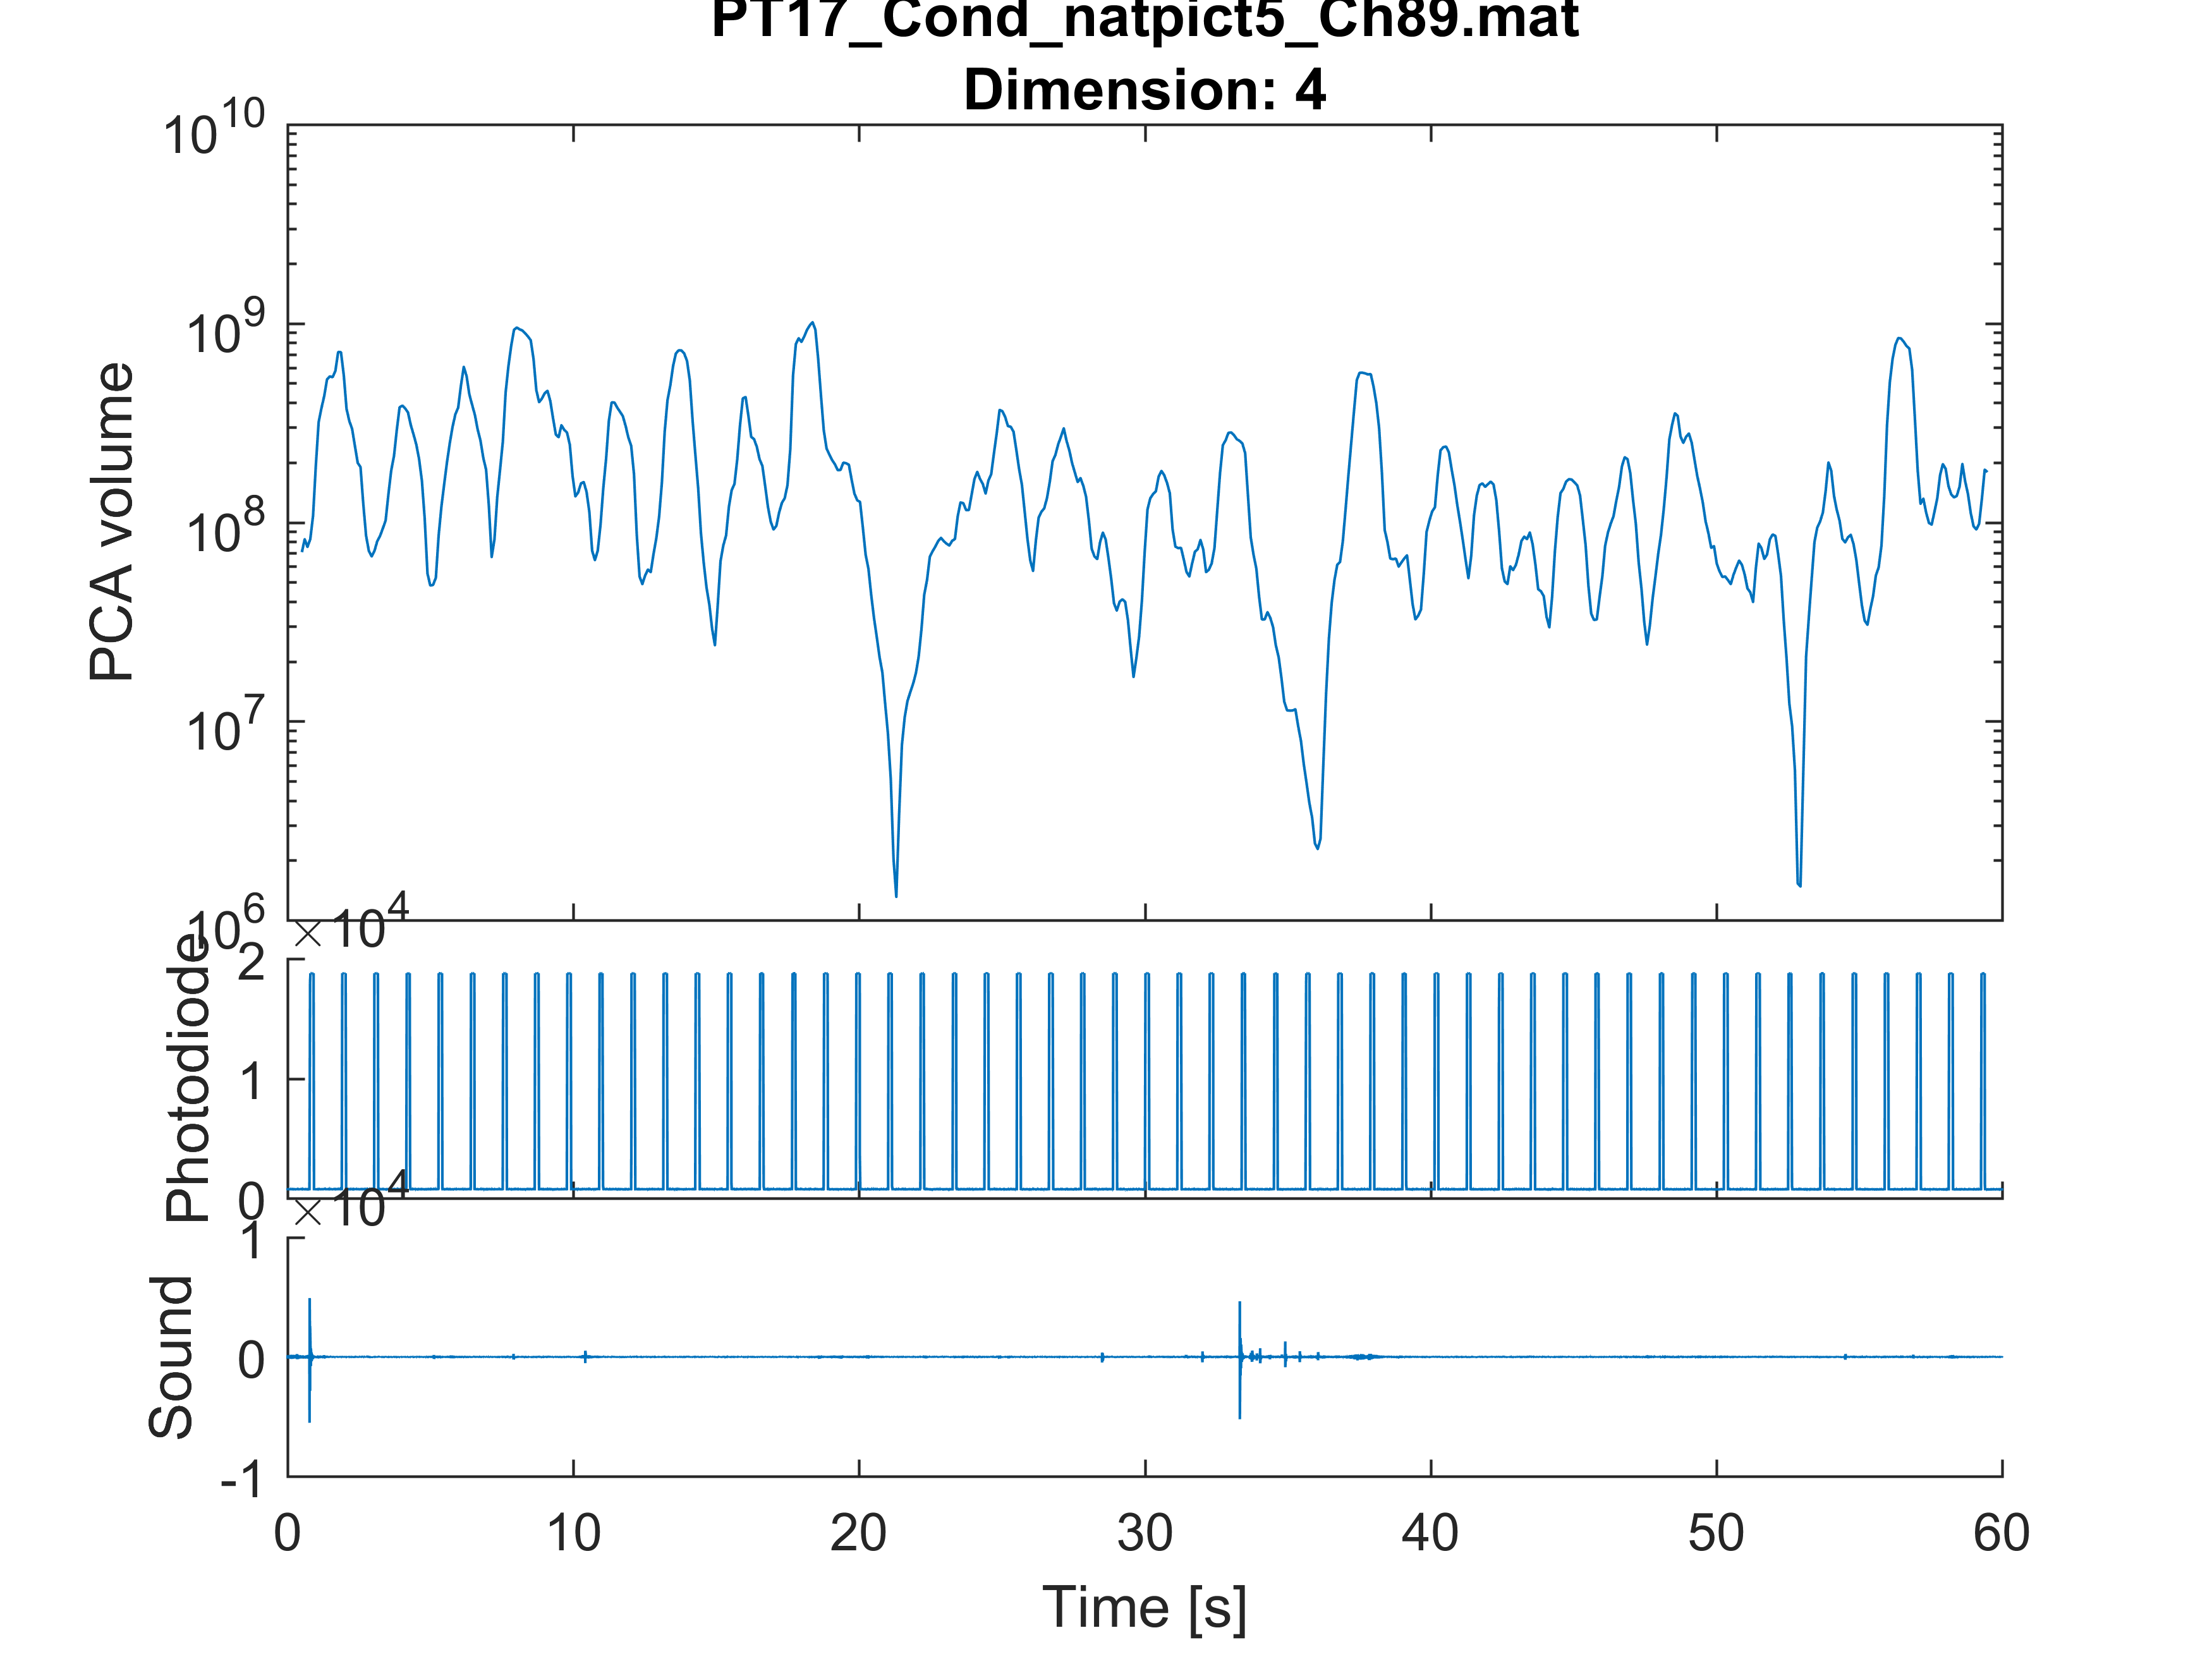 PT17_Cond_natpict5_Ch89.mat
Dimension: 4
10^10
10^9
10^8
10^7
10^6
PCA volume
×10^4
2
1
0
Photodiode
×10^4
1
0
-1
Sound
0 10 20 30 40 50 60
Time [s]